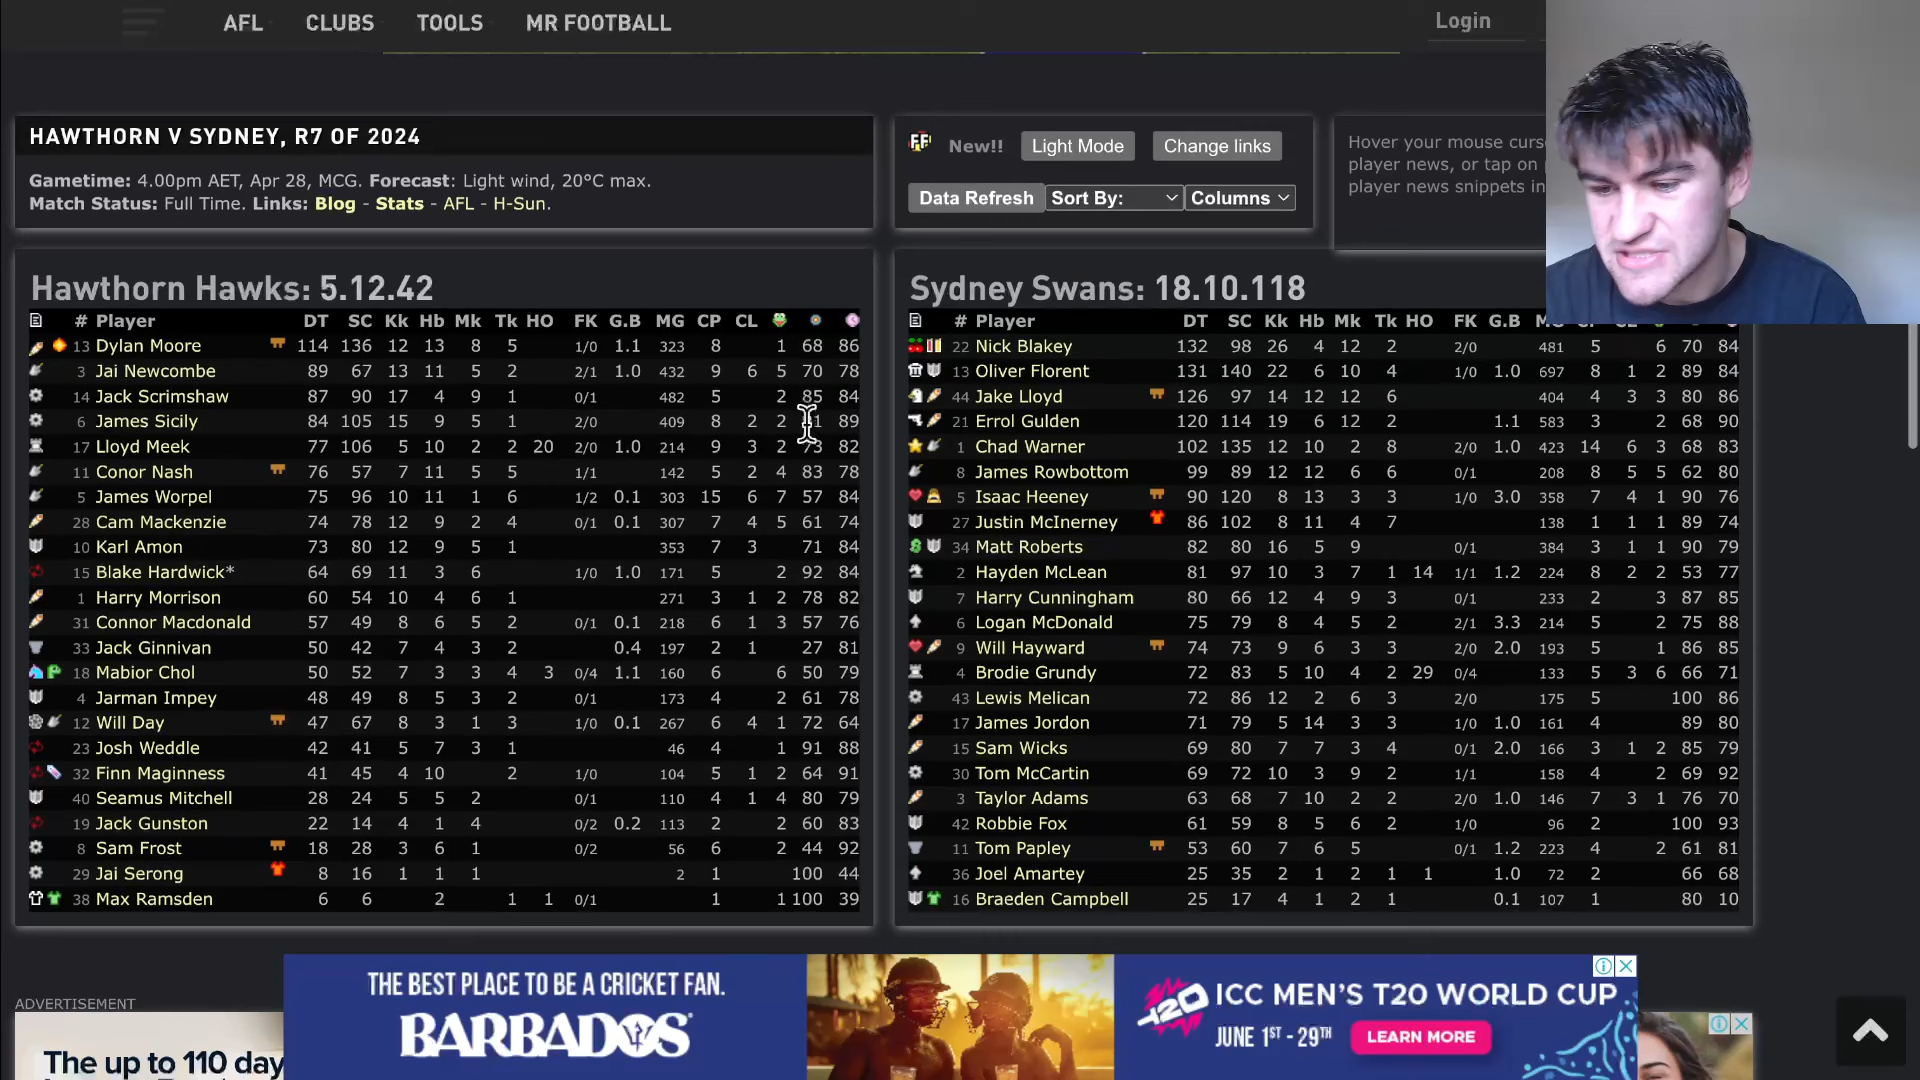 AFL CLUBS TOOLS MR FOOTBALL Login
HAWTHORN V SYDNEY, R7 OF 2024
Gametime: 4.00pm AET, Apr 28, MCG. Forecast: Light wind, 20°C max.
Match Status: Full Time. Links: Blog - Stats - AFL - H-Sun.
FF New!! Light Mode Change links
Data Refresh Sort By: Columns
Hover your mouse curs
player news, or tap on
player news snippets in
Hawthorn Hawks: 5.12.42
# Player DT SC Kk Hb Mk Tk HO FK G.B MG CP CL
13 Dylan Moore 114 136 12 13 8 5 1/0 1.1 323 8 1 68 86
3 Jai Newcombe 89 67 13 11 5 2 2/1 1.0 432 9 6 5 70 78
14 Jack Scrimshaw 87 90 17 4 9 1 0/1 482 5 2 85 84
6 James Sicily 84 105 15 9 5 1 2/0 409 8 2 2 89
17 Lloyd Meek 77 106 5 10 2 2 20 2/0 1.0 214 9 3 2 73 82
11 Conor Nash 76 57 7 11 5 5 1/1 142 5 2 4 83 78
5 James Worpel 75 96 10 11 1 6 1/2 0.1 303 15 6 7 57 84
28 Cam Mackenzie 74 78 12 9 2 4 0/1 0.1 307 7 4 5 61 74
10 Karl Amon 73 80 12 9 5 1 353 7 3 71 84
15 Blake Hardwick* 64 69 11 3 6 1/0 1.0 171 5 2 92 84
1 Harry Morrison 60 54 10 4 6 1 271 3 1 2 78 82
31 Connor Macdonald 57 49 8 6 5 2 0/1 0.1 218 6 1 3 57 76
33 Jack Ginnivan 50 42 7 4 3 2 0.4 197 2 1 27 81
18 Mabior Chol 50 52 7 3 3 4 3 0/4 1.1 160 6 6 50 79
4 Jarman Impey 48 49 8 5 3 2 0/1 173 4 2 61 78
12 Will Day 47 67 8 3 1 3 1/0 0.1 267 6 4 1 72 64
23 Josh Weddle 42 41 5 7 3 1 46 4 1 91 88
32 Finn Maginness 41 45 4 10 2 1/0 104 5 1 2 64 91
40 Seamus Mitchell 28 24 5 5 2 0/1 110 4 1 4 80 79
19 Jack Gunston 22 14 4 1 4 0/2 0.2 113 2 2 60 83
8 Sam Frost 18 28 3 6 1 0/2 56 6 2 44 92
29 Jai Serong 8 16 1 1 1 2 1 100 44
38 Max Ramsden 6 6 2 1 1 0/1 1 1 100 39
Sydney Swans: 18.10.118
# Player DT SC Kk Hb Mk Tk HO FK G.B
22 Nick Blakey 132 98 26 4 12 2 2/0 481 5 6 70 84
13 Oliver Florent 131 140 22 6 10 4 1/0 1.0 697 8 1 2 89 84
44 Jake Lloyd 126 97 14 12 12 6 404 4 3 3 80 86
21 Errol Gulden 120 114 19 6 12 2 1.1 583 3 2 68 90
1 Chad Warner 102 135 12 10 2 8 2/0 1.0 423 14 6 3 68 83
8 James Rowbottom 99 89 12 12 6 6 0/1 208 8 5 5 62 80
5 Isaac Heeney 90 120 8 13 3 3 1/0 3.0 358 7 4 1 90 76
27 Justin McInerney 86 102 8 11 4 7 138 1 1 1 89 74
34 Matt Roberts 82 80 16 5 9 0/1 384 3 1 1 90 79
2 Hayden McLean 81 97 10 3 7 1 14 1/1 1.2 224 8 2 2 53 77
7 Harry Cunningham 80 66 12 4 9 3 0/1 233 2 3 87 85
6 Logan McDonald 75 79 8 4 5 2 2/1 3.3 214 5 2 75 88
9 Will Hayward 74 73 9 6 3 3 2/0 2.0 193 5 1 86 85
4 Brodie Grundy 72 83 5 10 4 2 29 0/4 133 5 3 6 66 71
43 Lewis Melican 72 86 12 2 6 3 2/0 175 5 100 86
17 James Jordon 71 79 5 14 3 3 1/0 1.0 161 4 89 80
15 Sam Wicks 69 80 7 7 3 4 0/1 2.0 166 3 1 2 85 79
30 Tom McCartin 69 72 10 3 9 2 1/1 158 4 2 69 92
3 Taylor Adams 63 68 7 10 2 2 2/0 1.0 146 7 3 1 76 70
42 Robbie Fox 61 59 8 5 6 2 1/0 96 2 100 93
11 Tom Papley 53 60 7 6 5 0/1 1.2 223 4 2 61 81
36 Joel Amartey 25 35 2 1 2 1 1 1.0 72 2 66 68
16 Braeden Campbell 25 17 4 1 2 1 0.1 107 1 80 10
ADVERTISEMENT
The up to 110 day
THE BEST PLACE TO BE A CRICKET FAN.
BARBADOS
T20 ICC MEN'S T20 WORLD CUP
JUNE 1ST - 29TH LEARN MORE